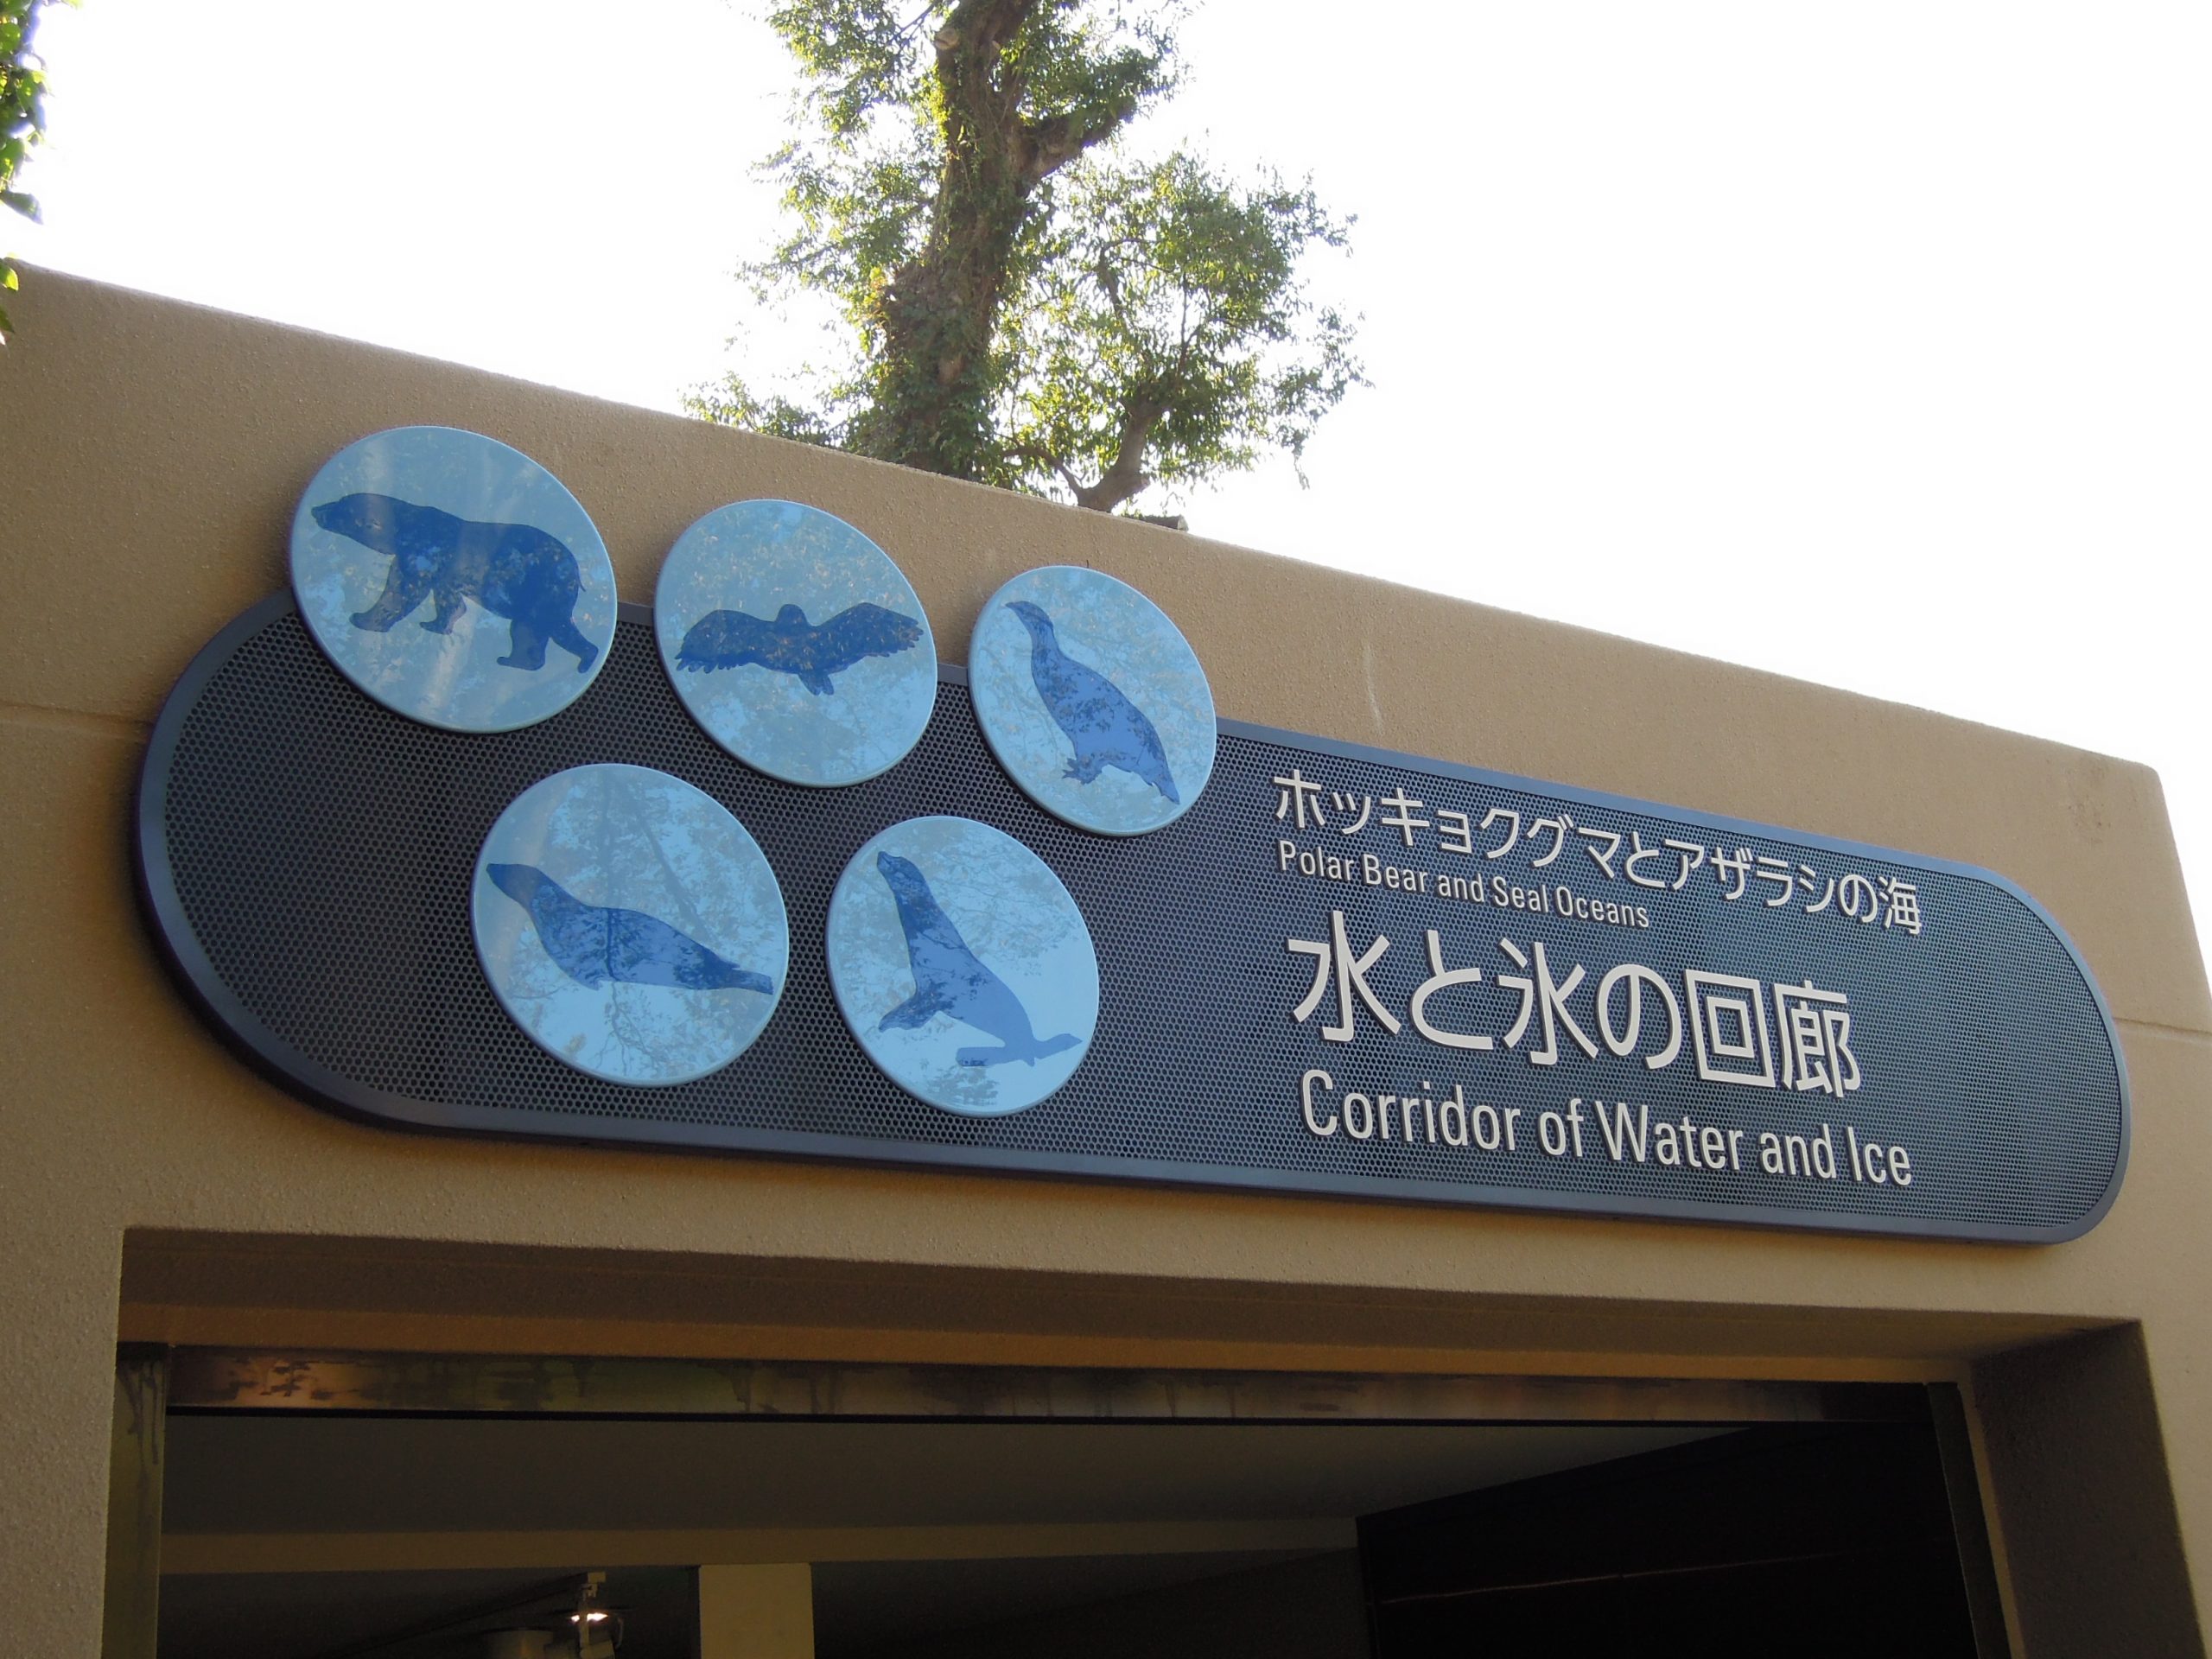 ホッキョクグマとアザラシの海
Polar Bear and Seal Oceans
水と氷の回廊
Corridor of Water and Ice